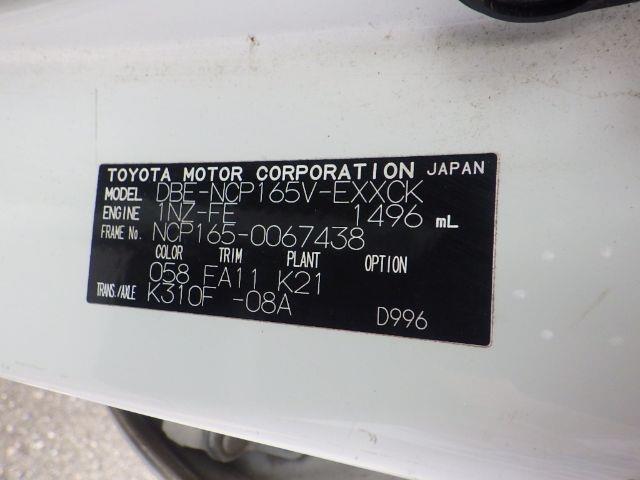 TOYOTA MOTOR CORPORATION JAPAN
MODEL DBE-NCP165V-EXXCK
ENGINE 1NZ-FE 1496 mL
FRAME No. NCP165-0067438
COLOR TRIM PLANT OPTION
058 FA11 K21
TRANS./AXLE K310F -08A
D996